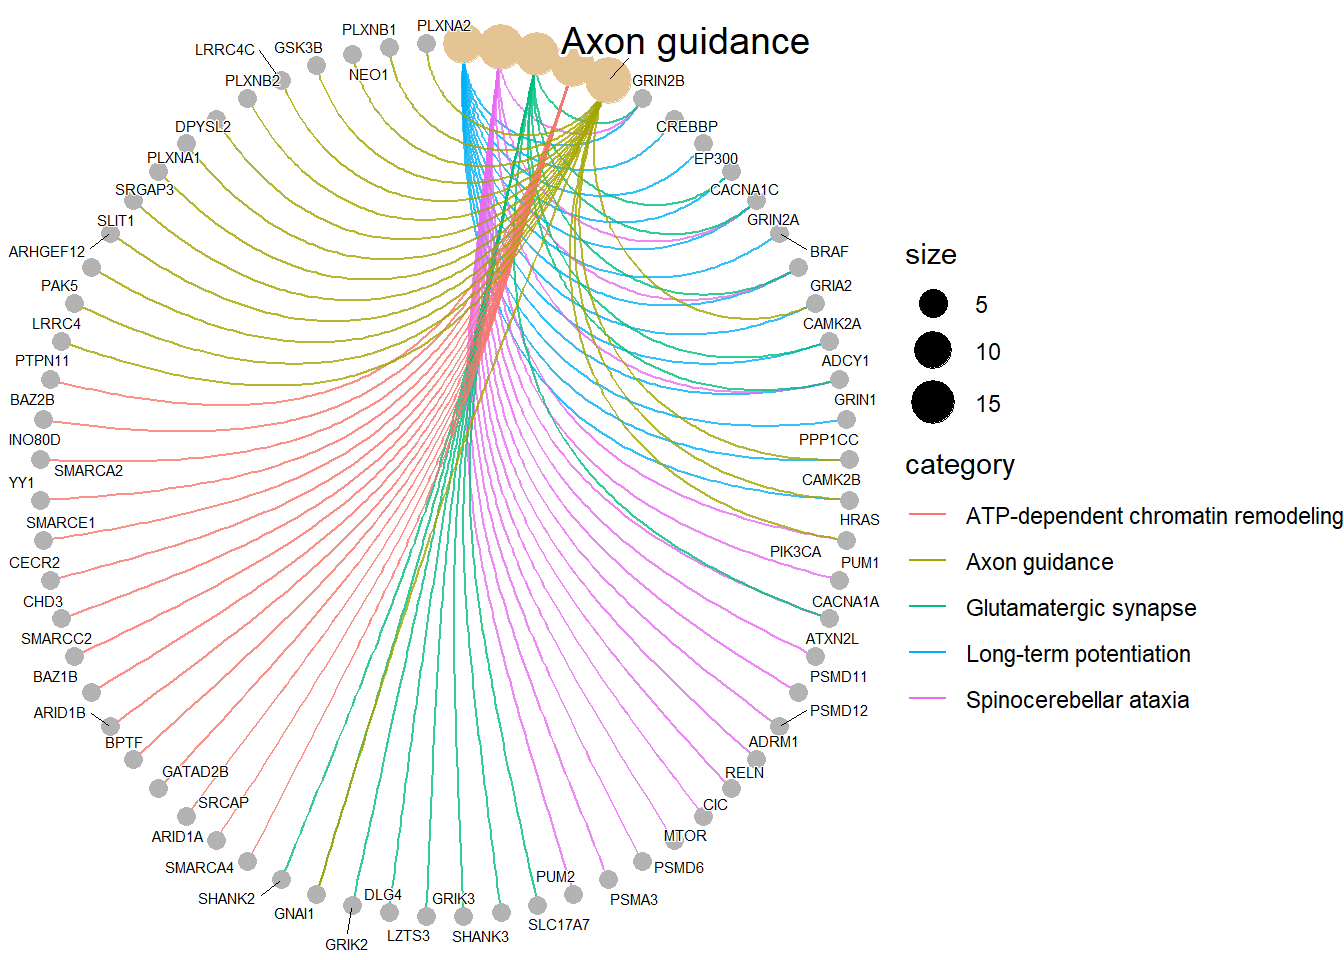 PLXNA2
PLXNB1
Axon guidance
LRRC4C
GSK3B
NEO1
GRIN2B
PLXNB2
DPYSL2
CREBBP
PLXNA1
EP300
SRGAP3
CACNA1C
SLIT1
GRIN2A
ARHGEF12
BRAF
PAK5
GRIA2
LRRC4
CAMK2A
PTPN11
ADCY1
BAZ2B
GRIN1
INO80D
PPP1CC
SMARCA2
YY1
CAMK2B
SMARCE1
HRAS
PIK3CA
CECR2
PUM1
CHD3
CACNA1A
SMARCC2
ATXN2L
BAZ1B
PSMD11
ARID1B
PSMD12
BPTF
ADRM1
GATAD2B
RELN
SRCAP
CIC
ARID1A
MTOR
SMARCA4
PSMD6
SHANK2
DLG4
GRIK3
PUM2
PSMA3
GNAI1
GRIK2
LZTS3
SHANK3
SLC17A7
size
5
10
15
category
ATP-dependent chromatin remodeling
Axon guidance
Glutamatergic synapse
Long-term potentiation
Spinocerebellar ataxia